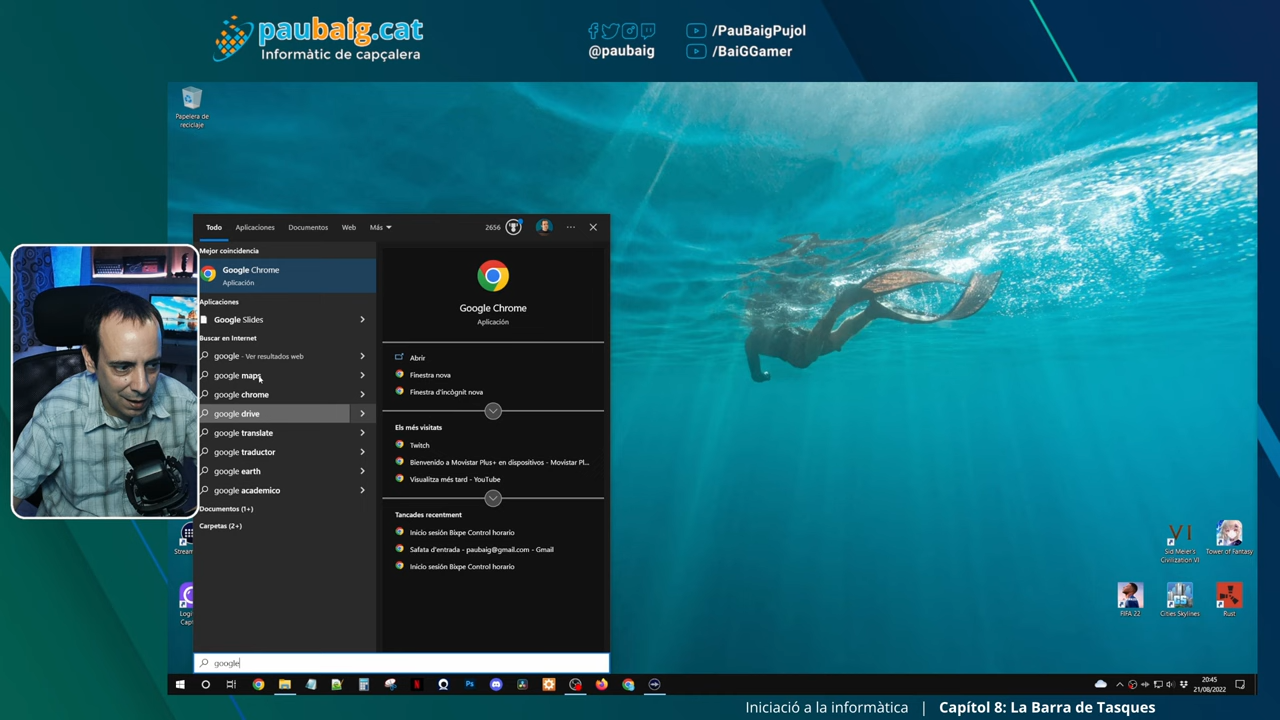 paubaig.cat
Informàtic de capçalera
@paubaig
/PauBaigPujol
/BaiGGamer
Papelera de
reciclaje
Todo Aplicaciones Documentos Web Más 2656 ...
Mejor coincidencia
Google Chrome
Aplicación
Aplicaciones
Google Slides
Buscar en Internet
google - Ver resultados web
google maps
google chrome
google drive
google translate
google traductor
google earth
google academico
Documentos (1+)
Carpetas (2+)
Google Chrome
Aplicación
Abrir
Finestra nova
Finestra d'incògnit nova
Els més visitats
Twitch
Bienvenido a Movistar Plus+ en dispositivos - Movistar Pl...
Visualitza més tard - YouTube
Tancades recentment
Inicio sesión Bixpe Control horario
Safata d'entrada - paubaig@gmail.com - Gmail
Inicio sesión Bixpe Control horario
VI
Sid Meier's
Civilization VI
Tower of Fantasy
FIFA 22
Cities Skylines
Rust
google
Ps
20:45
21/08/2022
Iniciació a la informàtica | Capítol 8: La Barra de Tasques